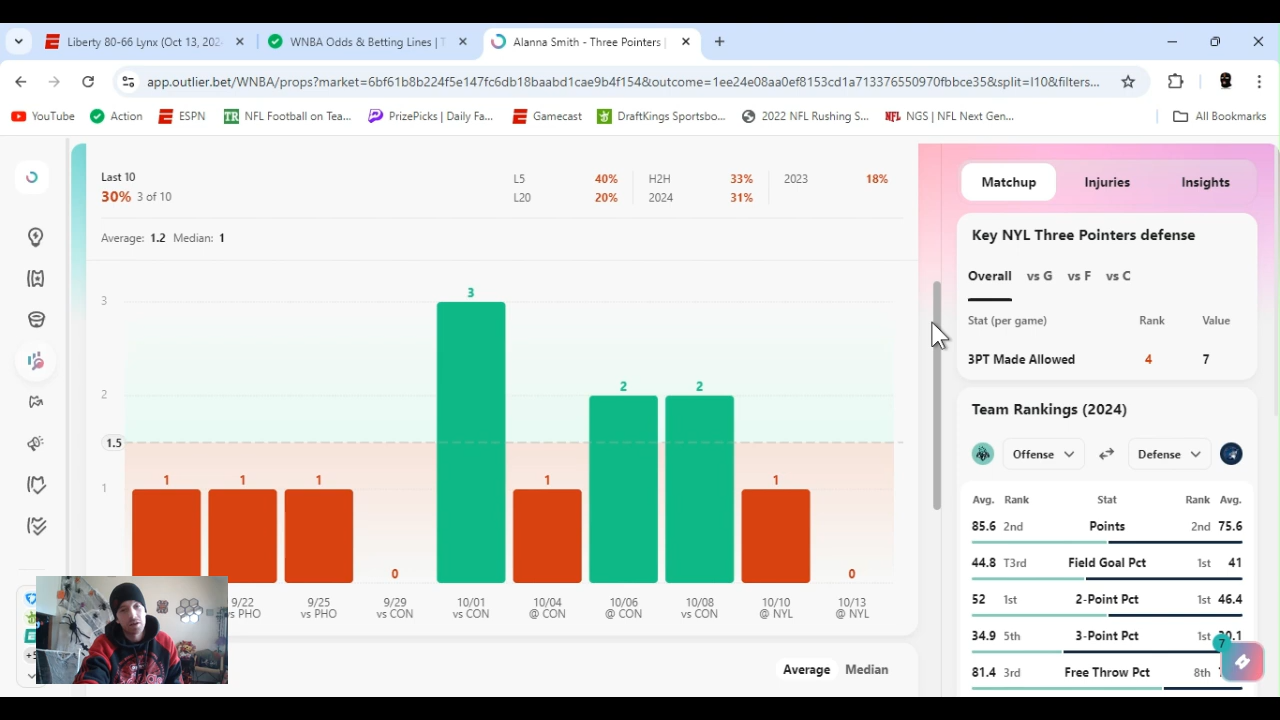 Liberty 80-66 Lynx (Oct 13, 202
WNBA Odds & Betting Lines | T
Alanna Smith - Three Pointers |
app.outlier.bet/WNBA/props?market=6bf61b8b224f5e147fc6db18baabd1cae9b4f154&outcome=1ee24e08aa0ef8153cd1a713376550970fbbce35&split=l10&filters...
YouTube
Action
ESPN
NFL Football on Tea...
PrizePicks | Daily Fa...
Gamecast
DraftKings Sportsbo...
2022 NFL Rushing S...
NGS | NFL Next Gen...
All Bookmarks
Last 10
30% 3 of 10
L5 40% H2H 33% 2023 18%
L20 20% 2024 31%
Average: 1.2 Median: 1
3
2
1.5
1
1
1
1
0
3
1
2
2
1
0
9/22
vs PHO
9/25
vs PHO
9/29
vs CON
10/01
vs CON
10/04
@ CON
10/06
@ CON
10/08
vs CON
10/10
@ NYL
10/13
@ NYL
Average Median
Matchup Injuries Insights
Key NYL Three Pointers defense
Overall vs G vs F vs C
Stat (per game) Rank Value
3PT Made Allowed 4 7
Team Rankings (2024)
Offense Defense
Avg. Rank Stat Rank Avg.
85.6 2nd Points 2nd 75.6
44.8 T3rd Field Goal Pct 1st 41
52 1st 2-Point Pct 1st 46.4
34.9 5th 3-Point Pct 1st
7
81.4 3rd Free Throw Pct 8th